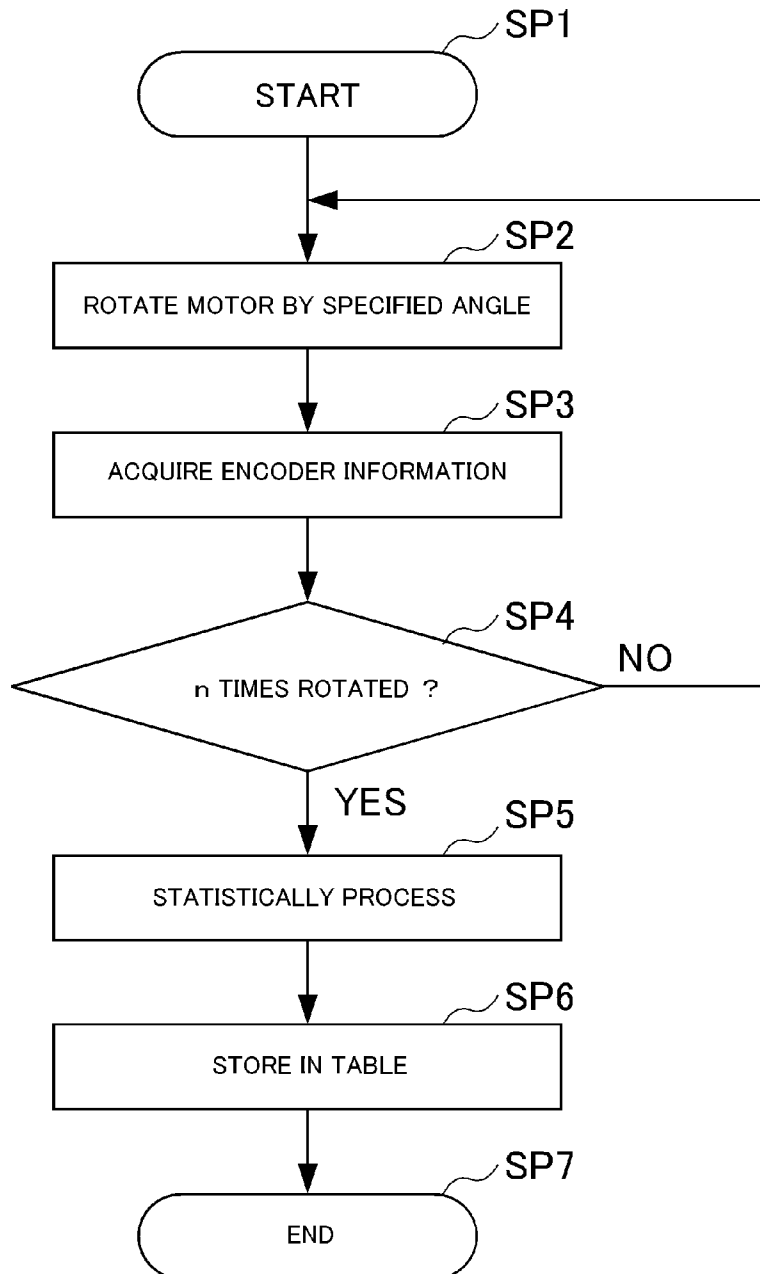 SP1
START
SP2
ROTATE MOTOR BY SPECIFIED ANGLE
SP3
ACQUIRE ENCODER INFORMATION
SP4
n TIMES ROTATED ?
NO
YES
SP5
STATISTICALLY PROCESS
SP6
STORE IN TABLE
SP7
END